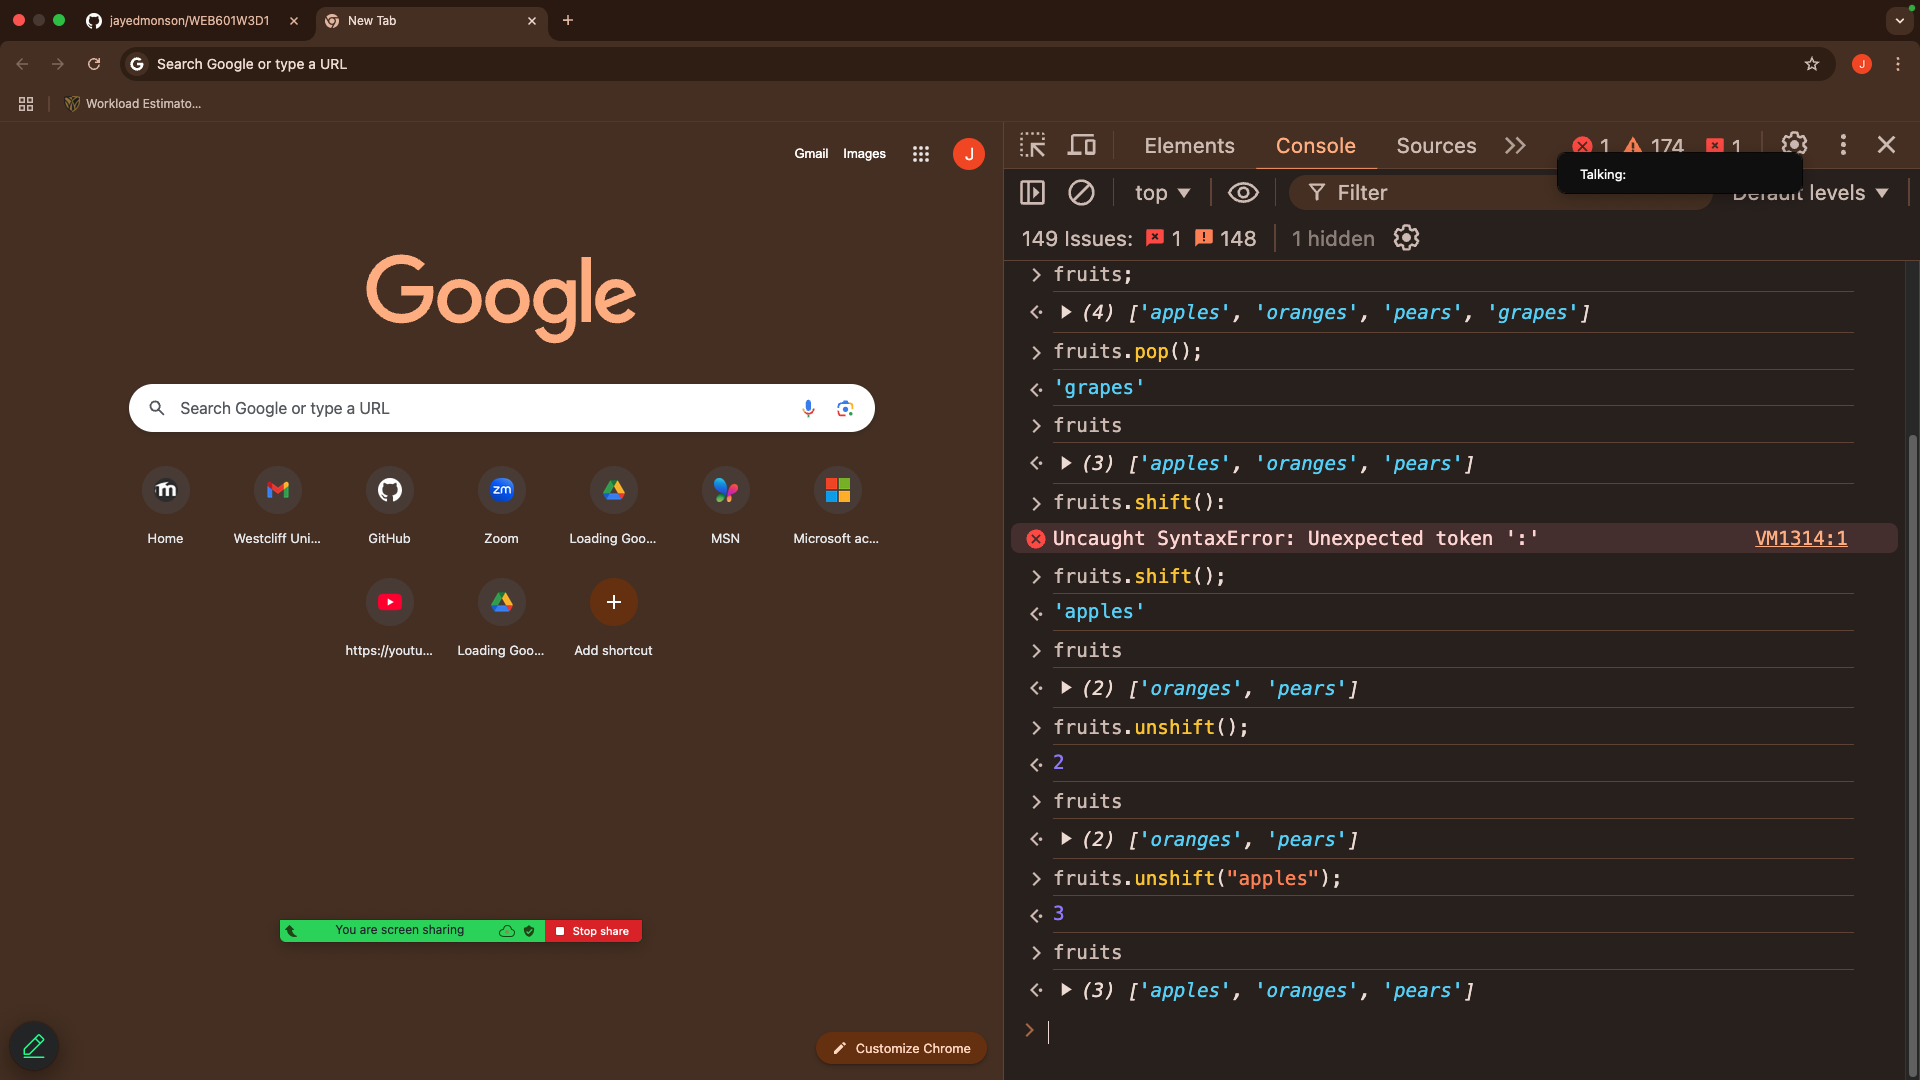 jayedmonson/WEB601W3D1
New Tab
Search Google or type a URL
J
Workload Estimato...
Gmail Images
J
Google
Search Google or type a URL
m
zm
Home Westcliff Uni... GitHub Zoom Loading Goo... MSN Microsoft ac...
https://youtu... Loading Goo... Add shortcut
You are screen sharing Stop share
Customize Chrome
Elements Console Sources 1 174 1
Talking:
top Filter Default levels
149 Issues: 1 148 1 hidden
fruits;
(4) ['apples', 'oranges', 'pears', 'grapes']
fruits.pop();
'grapes'
fruits
(3) ['apples', 'oranges', 'pears']
fruits.shift():
Uncaught SyntaxError: Unexpected token ':' VM1314:1
fruits.shift();
'apples'
fruits
(2) ['oranges', 'pears']
fruits.unshift();
2
fruits
(2) ['oranges', 'pears']
fruits.unshift("apples");
3
fruits
(3) ['apples', 'oranges', 'pears']